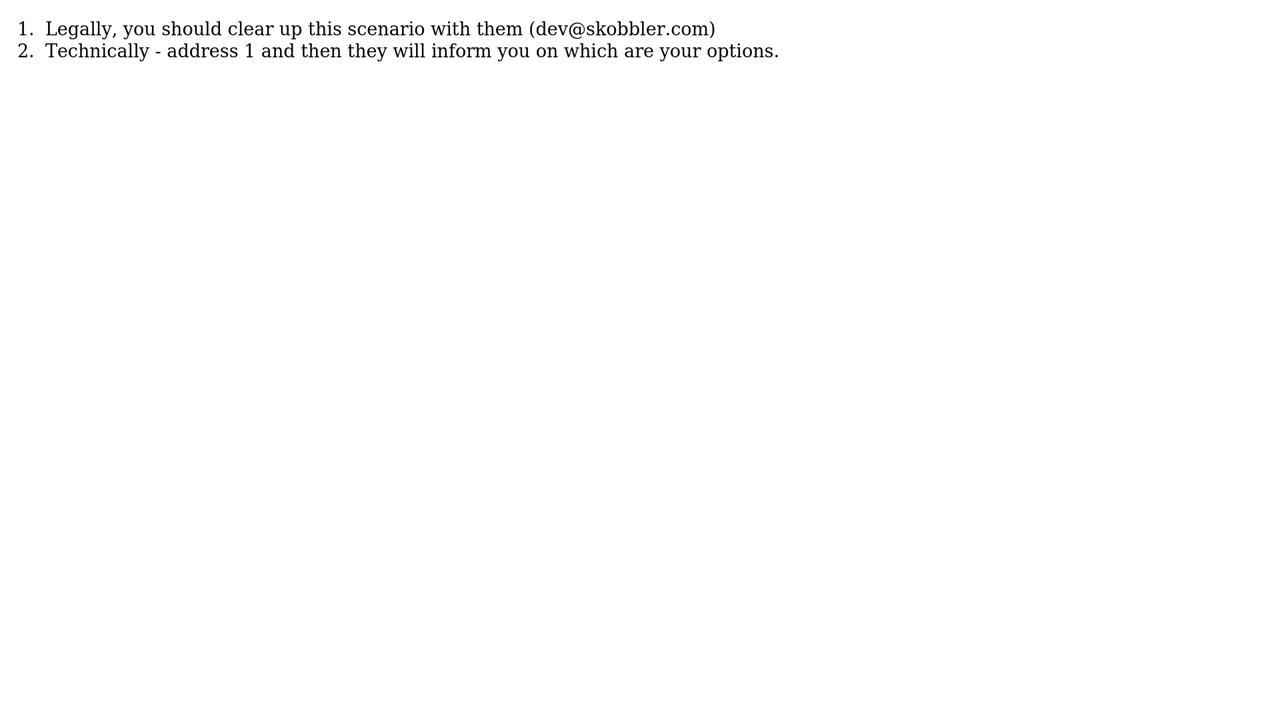 1. Legally, you should clear up this scenario with them (dev@skobbler.com)
2. Technically - address 1 and then they will inform you on which are your options.